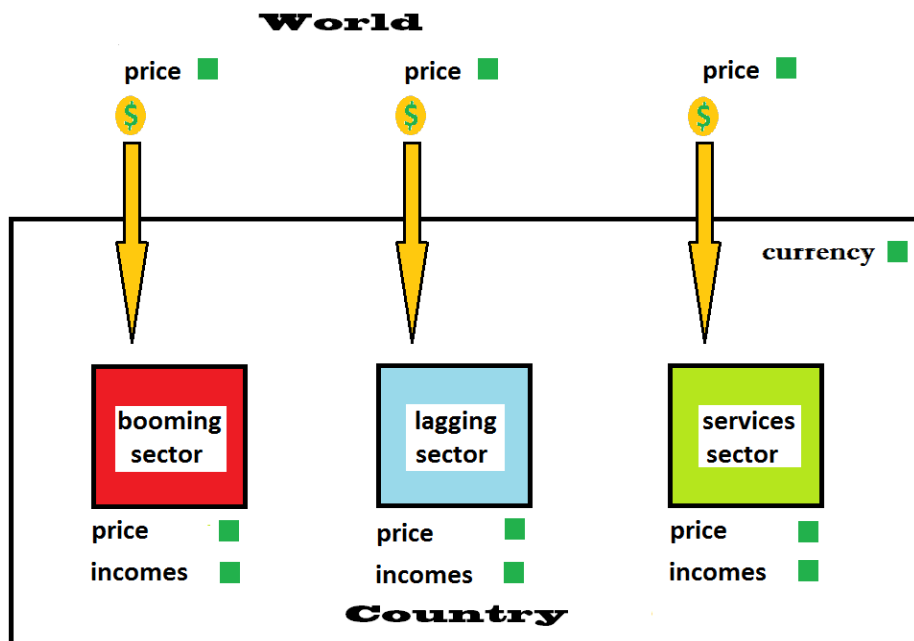 World
price price price
$ $ $
currency
booming
sector
lagging
sector
services
sector
price price price
incomes incomes incomes
Country